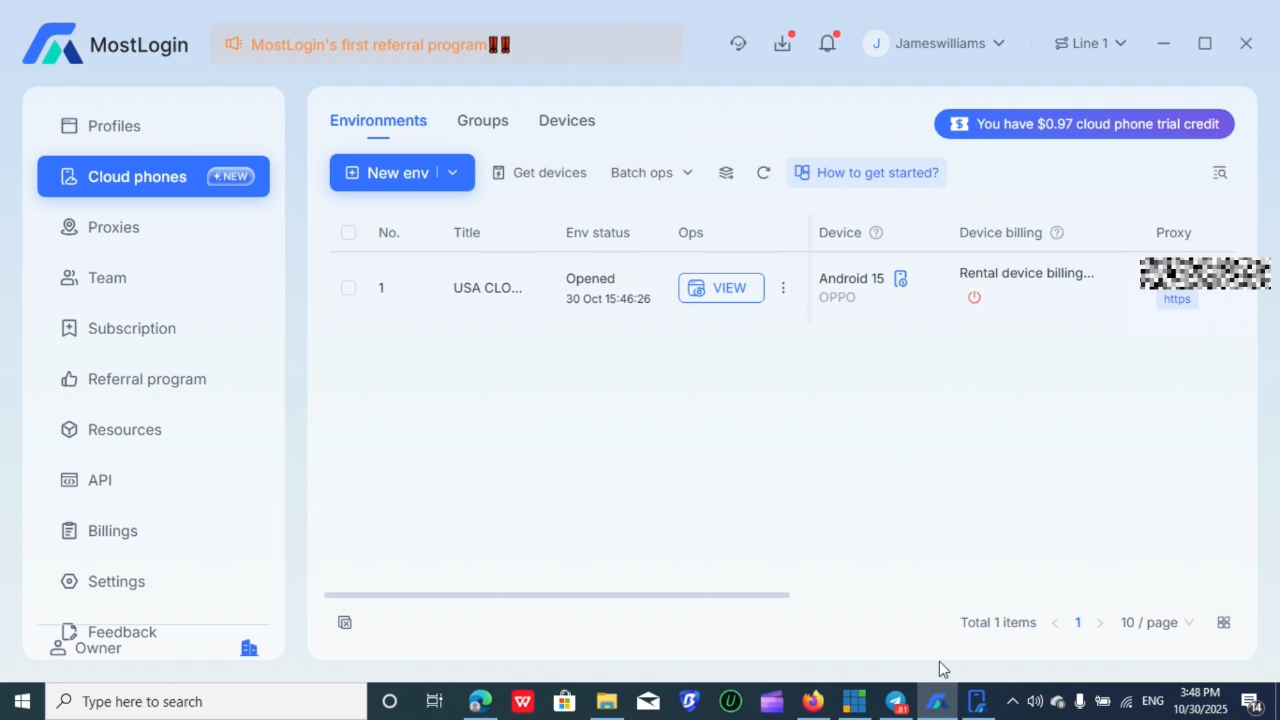 MostLogin
MostLogin's first referral program‼️
J Jameswilliams
Line 1
Profiles
Cloud phones NEW
Proxies
Team
Subscription
Referral program
Resources
API
Billings
Settings
Feedback
Owner
Environments Groups Devices
You have $0.97 cloud phone trial credit
New env Get devices Batch ops How to get started?
No. Title Env status Ops Device Device billing Proxy
1 USA CLO... Opened VIEW Android 15 Rental device billing...
30 Oct 15:46:26 OPPO https
Total 1 items 1 10 / page
Type here to search
81
ENG
3:48 PM
10/30/2025
14